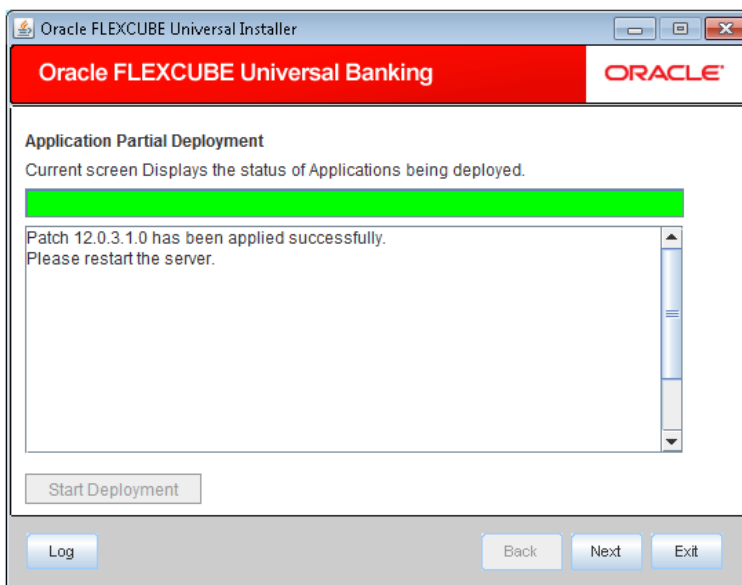 Oracle FLEXCUBE Universal Installer
Oracle FLEXCUBE Universal Banking
ORACLE
Application Partial Deployment
Current screen Displays the status of Applications being deployed.
Patch 12.0.3.1.0 has been applied successfully.
Please restart the server.
Start Deployment
Log
Back
Next
Exit